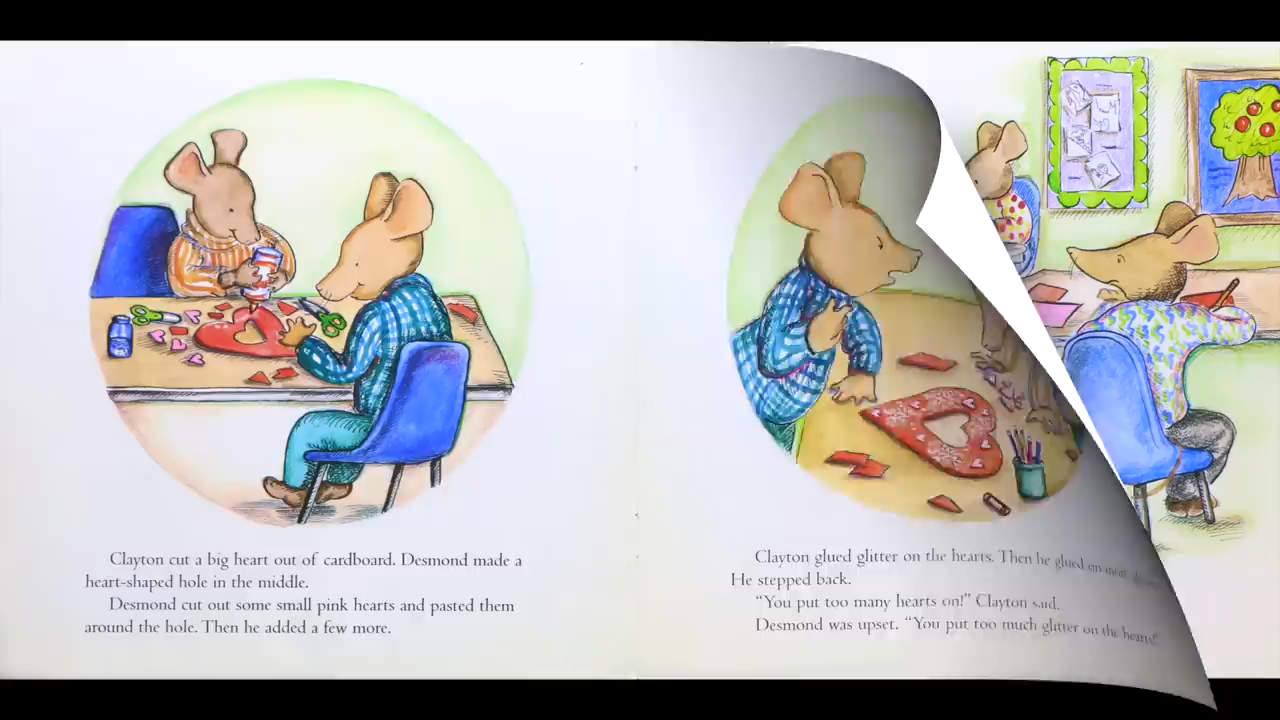 Clayton cut a big heart out of cardboard. Desmond made a
heart-shaped hole in the middle.
Desmond cut out some small pink hearts and pasted them
around the hole. Then he added a few more.
Clayton glued glitter on the hearts. Then he glued on more
He stepped back.
“You put too many hearts on!” Clayton said.
Desmond was upset. “You put too much glitter on the hearts!”